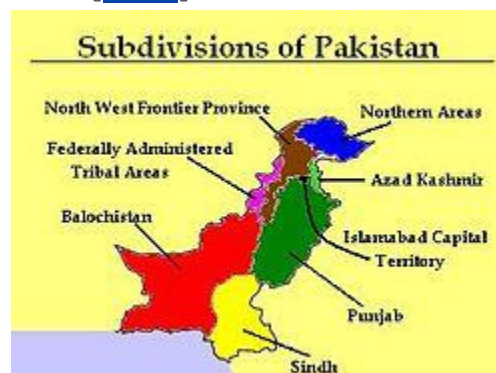 Subdivisions of Pakistan
North West Frontier Province
Northern Areas
Federally Administered
Tribal Areas
Azad Kashmir
Balochistan
Islamabad Capital
Territory
Punjab
Sindh